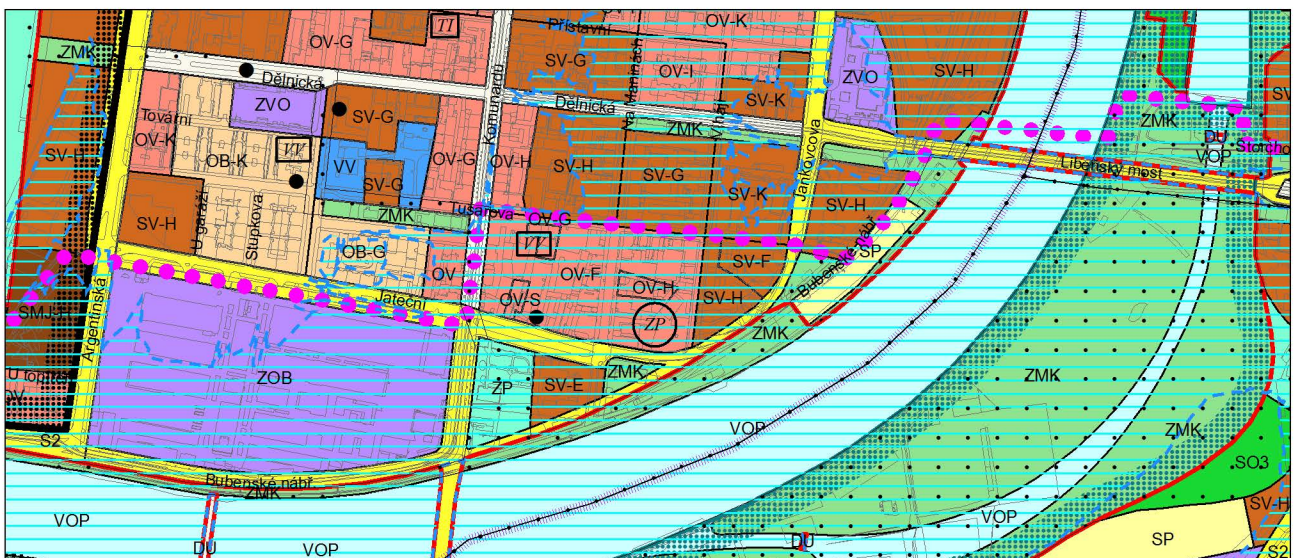 TI
OV-K
Přístavní
ZMK
OV-G
SV-G
Na Maninách
OV-I
ZVO
SV-H
Dělnická
Komunardů
SV-K
Dělnická
ZMK
DU
VOP
ZVO
Tovární
OV-K
SV-G
V háji
ZMK
SV-H
OB-K
VV
VV
OV-G
OV-H
SV-H
SV-G
SV-K
Jankovcova
Libeňský most
SV-G
SV-H
U garáží
Stupkova
ZMK
Tusarova
OV-G
SV-H
OB-G
VV
SV-F
Bubenské nábř.
SP
OV
OV-F
OV-H
SMJ-
Argentinská
Jateční
OV-S
SV-H
ZP
ZMK
ZOB
ŽP
SV-E
ZMK
ZMK
OV
S2
VOP
ZMK
SO3
Bubenské nábř.
ZMK
SV-H
VOP
DU
VOP
VOP
DU
SP
S2